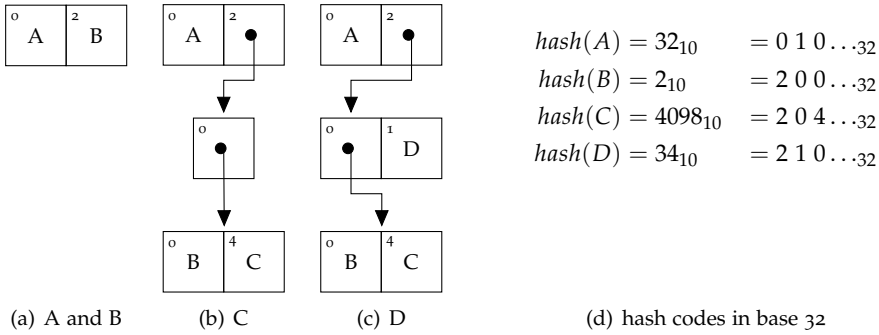 0 A 2 B
0 A 2
0
0 B 4 C
0 A 2
0 1 D
0 B 4 C
hash(A) = 32₁₀ = 0 1 0 . . .₃₂
hash(B) = 2₁₀ = 2 0 0 . . .₃₂
hash(C) = 4098₁₀ = 2 0 4 . . .₃₂
hash(D) = 34₁₀ = 2 1 0 . . .₃₂
(a) A and B
(b) C
(c) D
(d) hash codes in base 32